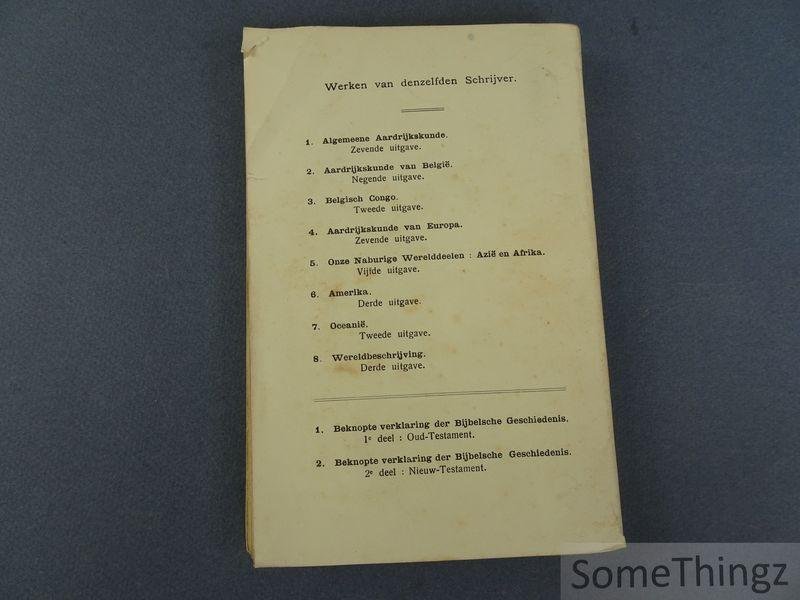 Werken van denzelfden Schrijver.
1. Algemeene Aardrijkskunde.
Zevende uitgave.
2. Aardrijkskunde van België.
Negende uitgave.
3. Belgisch Congo.
Tweede uitgave.
4. Aardrijkskunde van Europa.
Zevende uitgave.
5. Onze Naburige Werelddeelen : Azië en Afrika.
Vijfde uitgave.
6. Amerika.
Derde uitgave.
7. Oceanië.
Tweede uitgave.
8. Wereldbeschrijving.
Derde uitgave.
1. Beknopte verklaring der Bijbelsche Geschiedenis.
1e deel : Oud-Testament.
2. Beknopte verklaring der Bijbelsche Geschiedenis.
2e deel : Nieuw-Testament.
SomeThingz